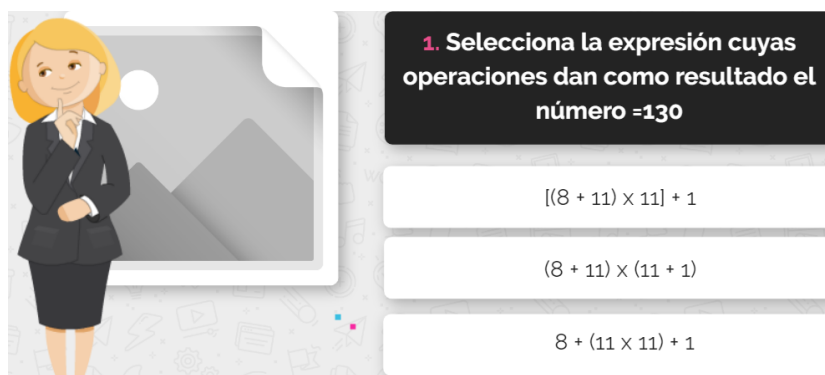 1. Selecciona la expresión cuyas
operaciones dan como resultado el
número =130
[(8 + 11) x 11] + 1
(8 + 11) x (11 + 1)
8 + (11 x 11) + 1